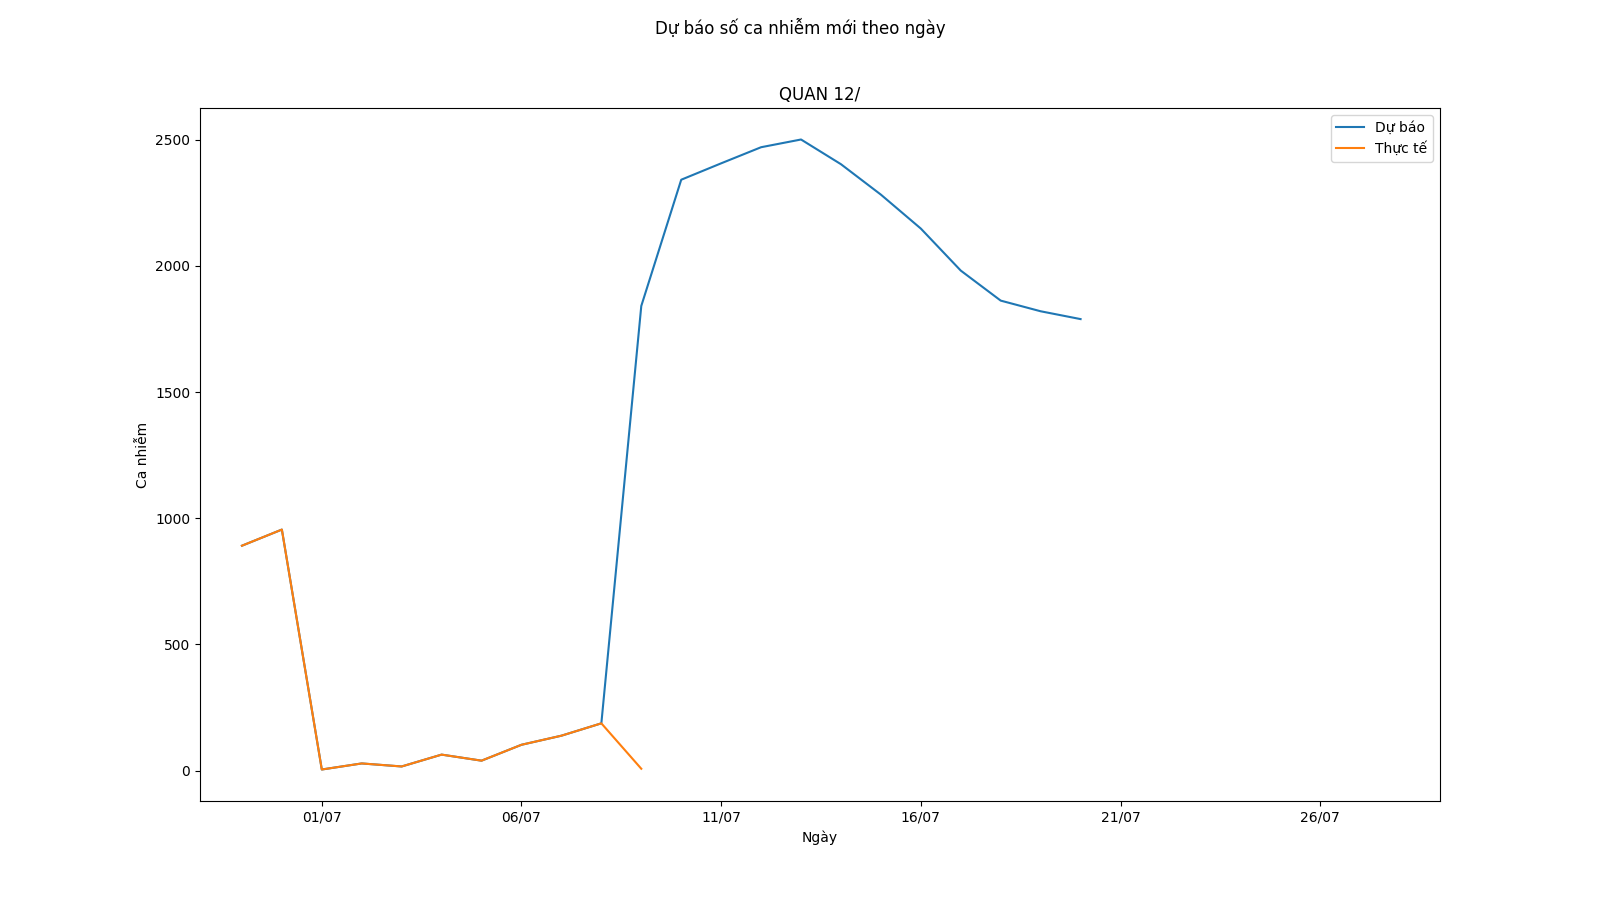 Dự báo số ca nhiễm mới theo ngày
QUAN 12/
Dự báo
Thực tế
2500
2000
1500
1000
500
0
Ca nhiễm
01/07 06/07 11/07 16/07 21/07 26/07
Ngày